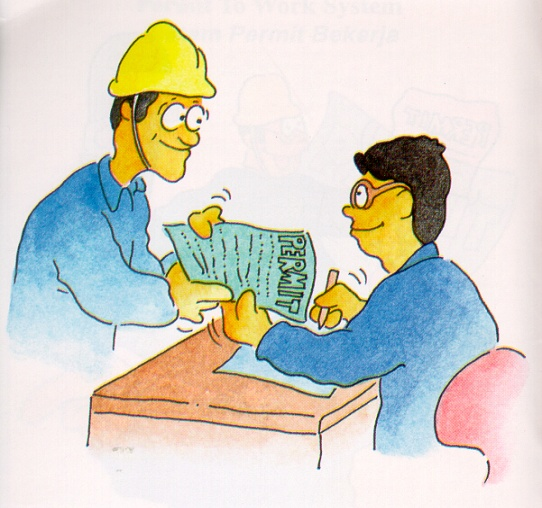 Permit To Work System
Permit Bekerja
PERMIT